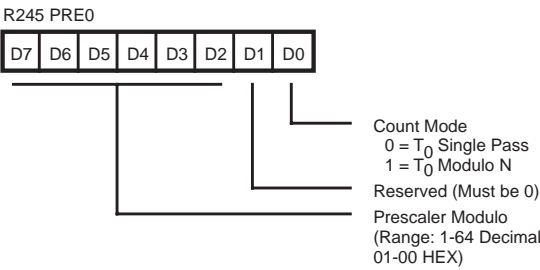 R245 PRE0
D7 D6 D5 D4 D3 D2 D1 D0
Count Mode
0 = T0 Single Pass
1 = T0 Modulo N
Reserved (Must be 0)
Prescaler Modulo
(Range: 1-64 Decimal
01-00 HEX)